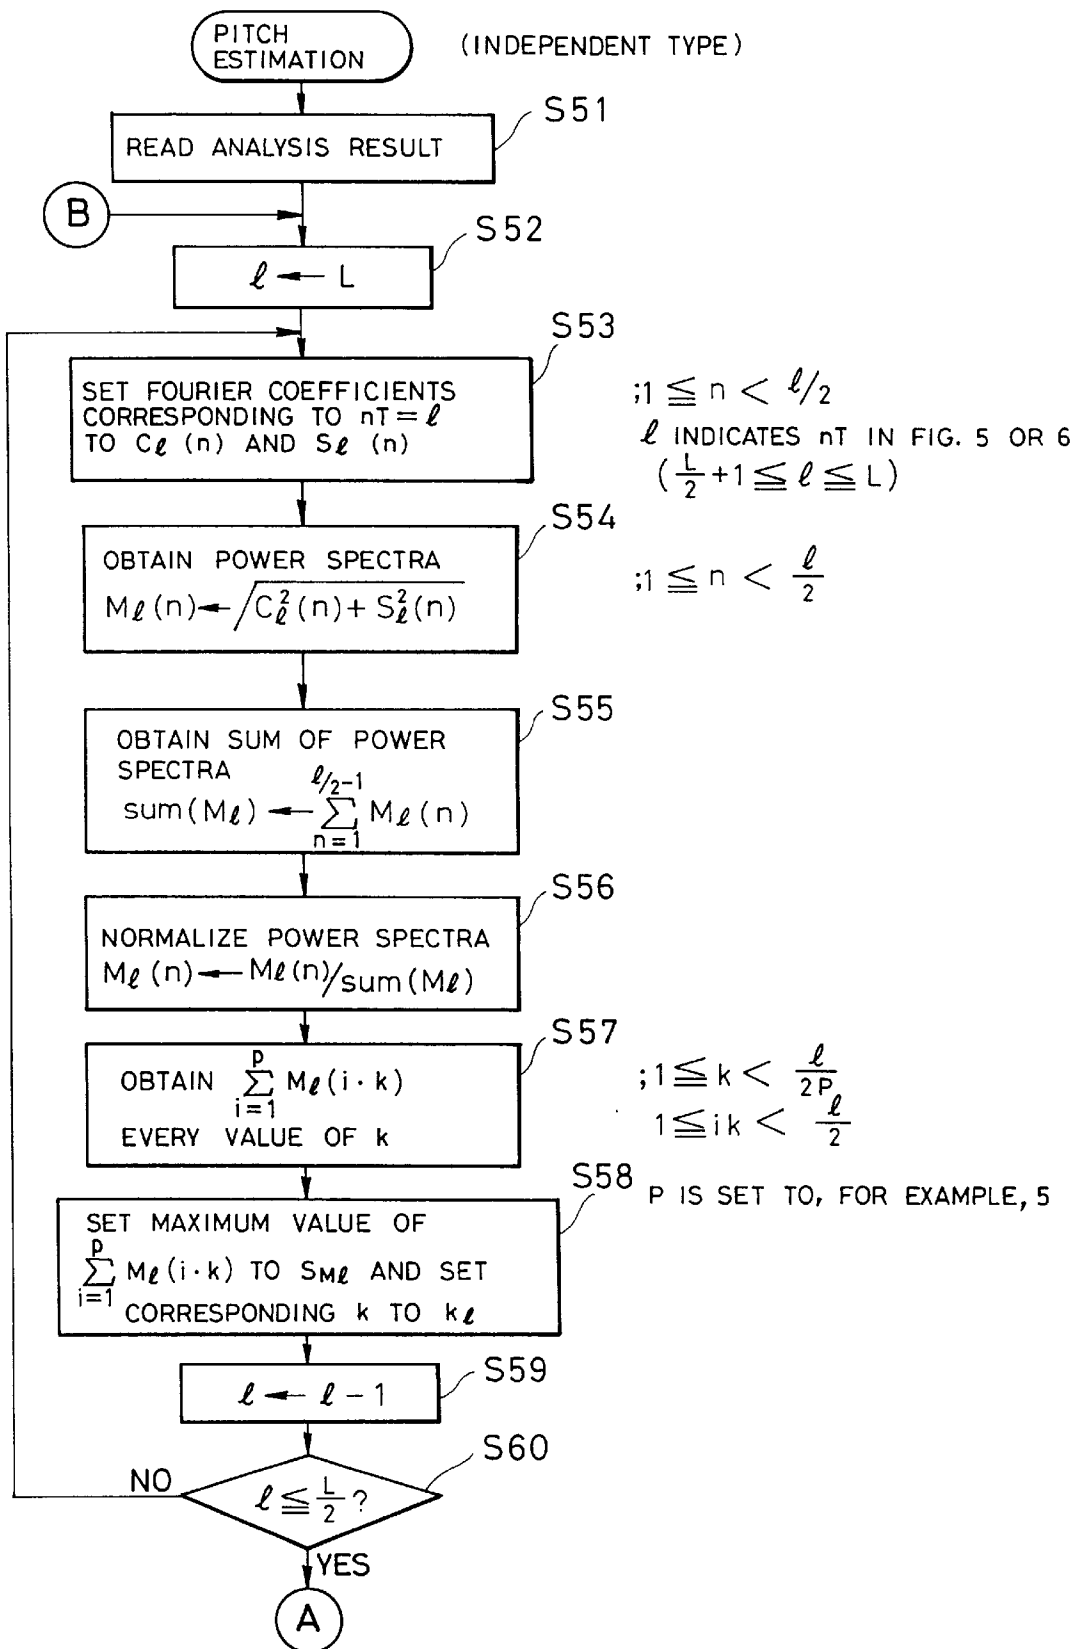 PITCH
ESTIMATION
(INDEPENDENT TYPE)
S51
READ ANALYSIS RESULT
B
S52
ℓ ← L
S53
SET FOURIER COEFFICIENTS
CORRESPONDING TO nT = ℓ
TO Cℓ (n) AND Sℓ (n)
;1 ≦ n < ℓ/2
ℓ INDICATES nT IN FIG. 5 OR 6
(L/2 + 1 ≦ ℓ ≦ L)
S54
OBTAIN POWER SPECTRA
Mℓ(n) ← √(Cℓ²(n) + Sℓ²(n))
;1 ≦ n < ℓ/2
S55
OBTAIN SUM OF POWER
SPECTRA
sum(Mℓ) ← Σ_{n=1}^{ℓ/2-1} Mℓ(n)
S56
NORMALIZE POWER SPECTRA
Mℓ(n) ← Mℓ(n)/sum(Mℓ)
S57
OBTAIN Σ_{i=1}^{p} Mℓ(i·k)
EVERY VALUE OF k
;1 ≦ k < ℓ/2P
1 ≦ ik < ℓ/2
S58
P IS SET TO, FOR EXAMPLE, 5
SET MAXIMUM VALUE OF
Σ_{i=1}^{p} Mℓ(i·k) TO SMℓ AND SET
CORRESPONDING k TO kℓ
S59
ℓ ← ℓ - 1
S60
NO
ℓ ≦ L/2 ?
YES
A